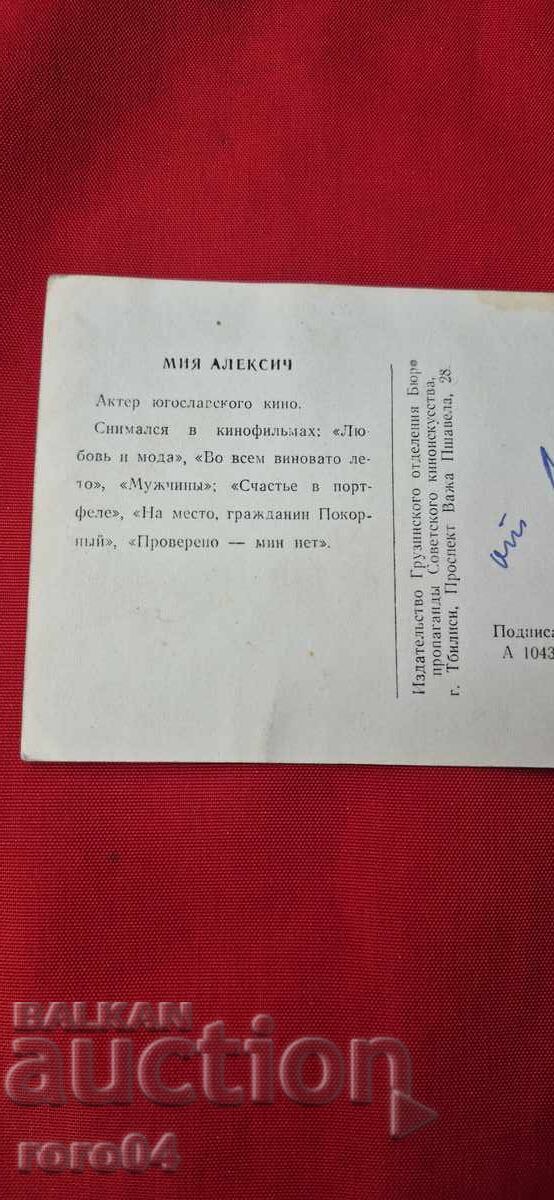 МИЯ АЛЕКСИЧ
Актер югославского кино.
Снимался в кинофильмах: «Лю
бовь и мода», «Во всем виновато ле-
то», «Мужчины»; «Счастье в порт-
феле», «На место, гражданин Покор-
ный», «Проверено — мин нет».
Издательство Грузинского отделения Бюро
пропаганды Советского киноискусства,
г. Тбилиси, Проспект Важа Пшавела, 28.
от
Подписа
А 1043
BALKAN
auction
roro04